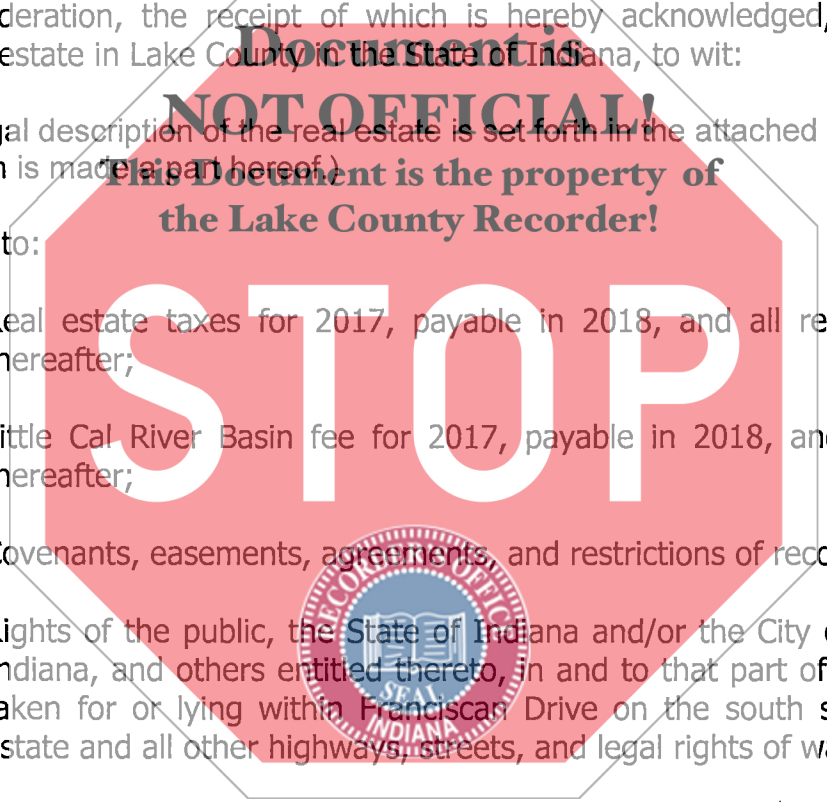 deration, the receipt of which is hereby acknowledged,
estate in Lake County in the State of Indiana, to wit:
Document is
NOT OFFICIAL!
al description of the real estate is set forth in the attached
is made a part hereof.)
This Document is the property of
the Lake County Recorder!
to:
STOP
eal estate taxes for 2017, payable in 2018, and all re
hereafter;
ittle Cal River Basin fee for 2017, payable in 2018, and
hereafter;
ovenants, easements, agreements, and restrictions of reco
ights of the public, the State of Indiana and/or the City
ndiana, and others entitled thereto, in and to that part of
aken for or lying within Franciscan Drive on the south s
state and all other highways, streets, and legal rights of wa
RECORDER'S OFFICE
SEAL
INDIANA